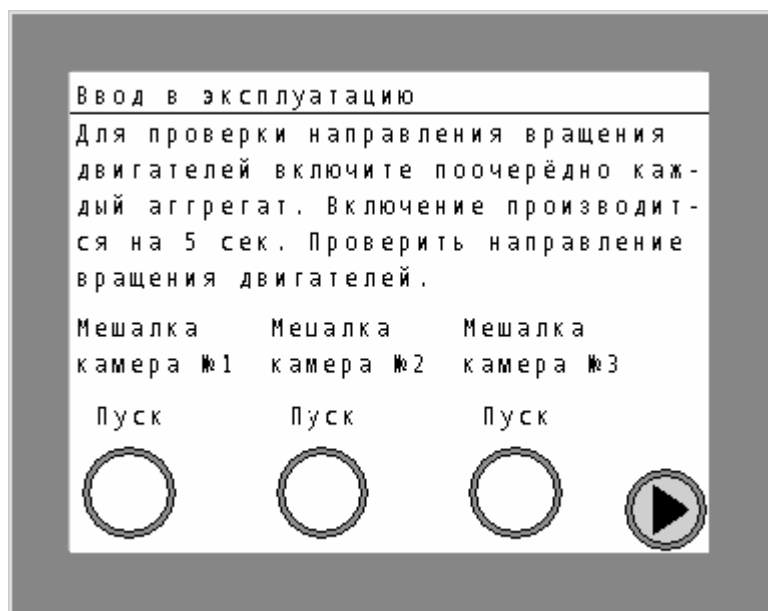 Ввод в эксплуатацию
Для проверки направления вращения
двигателей включите поочерёдно каж-
дый аггрегат. Включение производит-
ся на 5 сек. Проверить направление
вращения двигателей.
Мешалка Мецалка Мешалка
камера №1 камера №2 камера №3
Пуск Пуск Пуск